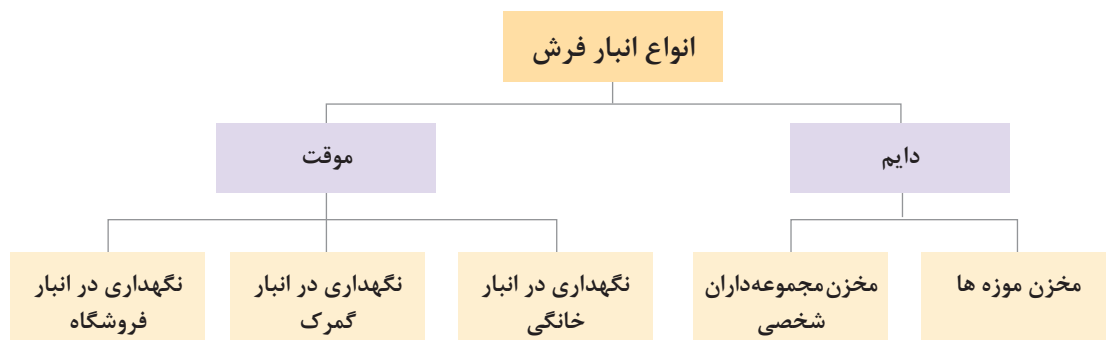 انواع انبار فرش
دایم
موقت
مخزن موزه ها
مخزن مجموعه‌داران
شخصی
نگهداری در انبار
خانگی
نگهداری در انبار
گمرک
نگهداری در انبار
فروشگاه